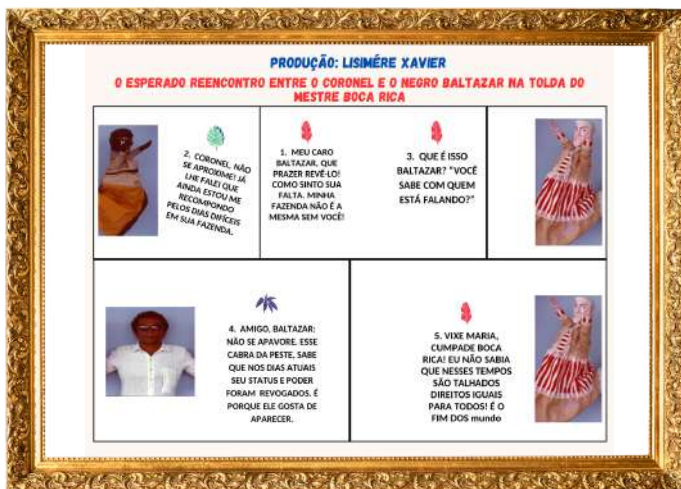 PRODUÇÃO: LISIMÉRE XAVIER
O ESPERADO REENCONTRO ENTRE O CORONEL E O NEGRO BALTAZAR NA TOLDA DO
MESTRE BOCA RICA
2. CORONEL, NÃO
SE APROXIME! JÁ
LHE FALEI QUE
AINDA ESTOU ME
RECOMPONDO
PELOS DIAS DIFÍCEIS
EM SUA FAZENDA.
1. MEU CARO
BALTAZAR, QUE
PRAZER REVÊ-LO!
COMO SINTO SUA
FALTA. MINHA
FAZENDA NÃO É A
MESMA SEM VOCÊ!
3. QUE É ISSO
BALTAZAR? "VOCÊ
SABE COM QUEM
ESTÁ FALANDO?"
4. AMIGO, BALTAZAR:
NÃO SE APAVORE. ESSE
CABRA DA PESTE, SABE
QUE NOS DIAS ATUAIS
SEU STATUS E PODER
FORAM REVOGADOS. É
PORQUE ELE GOSTA DE
APARECER.
5. VIXE MARIA,
CUMPADE BOCA
RICA! EU NÃO SABIA
QUE NESSES TEMPOS
SÃO TALHADOS
DIREITOS IGUAIS
PARA TODOS! É O
FIM DOS mundo